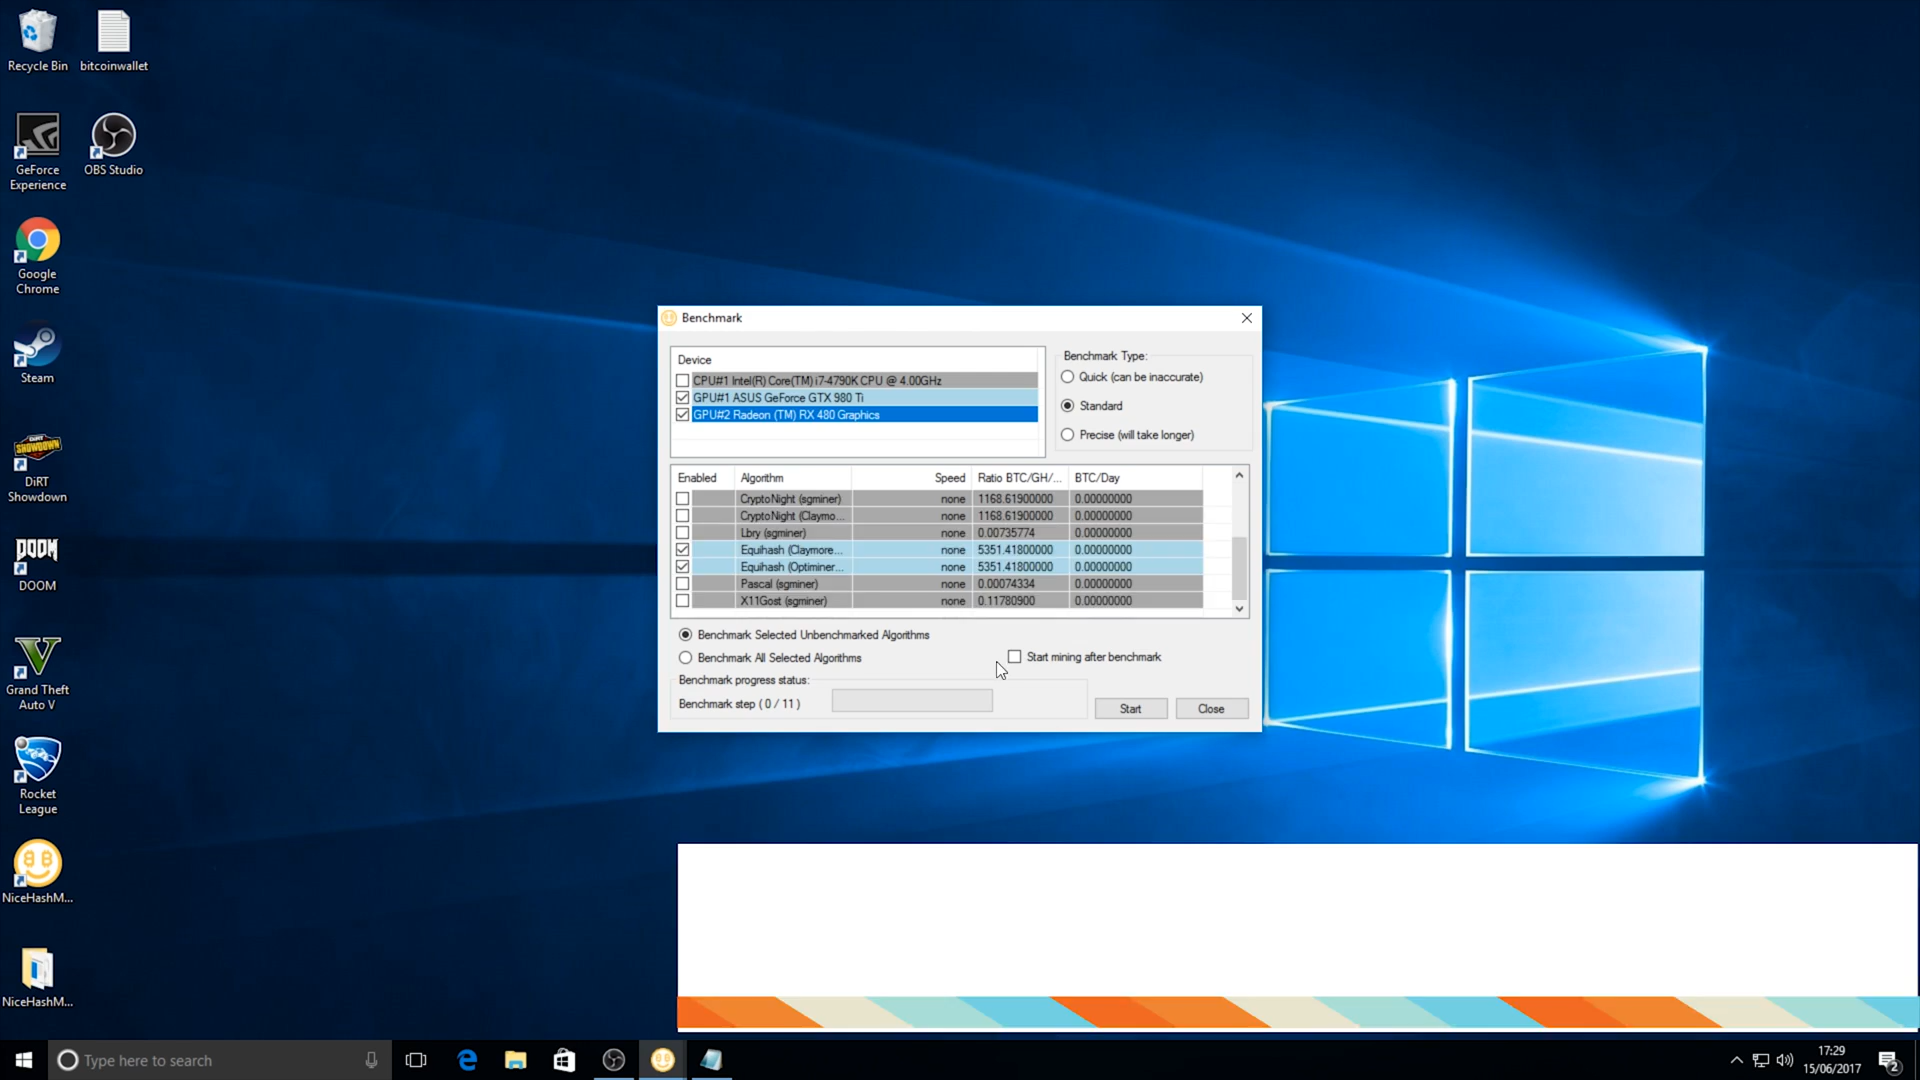 Recycle Bin
bitcoinwallet
GeForce
Experience
OBS Studio
Google
Chrome
Steam
DiRT
Showdown
DOOM
DOOM
Grand Theft
Auto V
Rocket
League
NiceHashM...
NiceHashM...
Benchmark
Device
CPU#1 Intel(R) Core(TM) i7-4790K CPU @ 4.00GHz
GPU#1 ASUS GeForce GTX 980 Ti
GPU#2 Radeon (TM) RX 480 Graphics
Benchmark Type:
Quick (can be inaccurate)
Standard
Precise (will take longer)
Enabled Algorithm Speed Ratio BTC/GH/... BTC/Day
CryptoNight (sgminer) none 1168.61900000 0.00000000
CryptoNight (Claymo... none 1168.61900000 0.00000000
Lbry (sgminer) none 0.00735774 0.00000000
Equihash (Claymore... none 5351.41800000 0.00000000
Equihash (Optiminer... none 5351.41800000 0.00000000
Pascal (sgminer) none 0.00074334 0.00000000
X11Gost (sgminer) none 0.11780900 0.00000000
Benchmark Selected Unbenchmarked Algorithms
Benchmark All Selected Algorithms
Start mining after benchmark
Benchmark progress status:
Benchmark step ( 0 / 11 )
Start
Close
Type here to search
17:29
15/06/2017
2